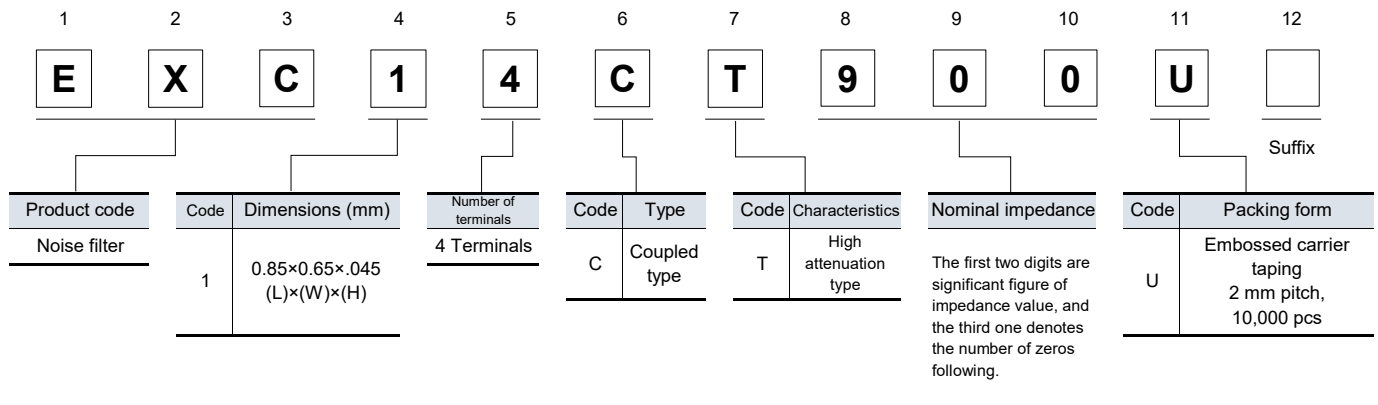 1 2 3 4 5 6 7 8 9 10 11 12
E X C 1 4 C T 9 0 0 U
Suffix
Product code
Noise filter
Code Dimensions (mm)
1 0.85×0.65×.045
(L)×(W)×(H)
Number of
terminals
4 Terminals
Code Type
C Coupled
type
Code Characteristics
T High
attenuation
type
Nominal impedance
The first two digits are
significant figure of
impedance value, and
the third one denotes
the number of zeros
following.
Code Packing form
U Embossed carrier
taping
2 mm pitch,
10,000 pcs